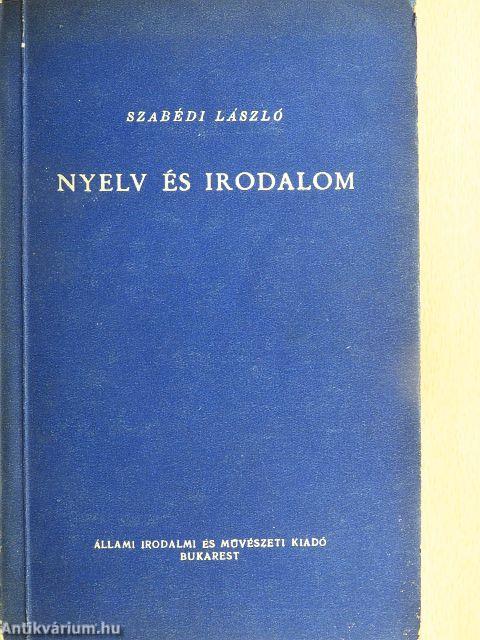 SZABÉDI LÁSZLÓ
NYELV ÉS IRODALOM
ÁLLAMI IRODALMI ÉS MŰVÉSZETI KIADÓ
BUKAREST
Antikvárium.hu